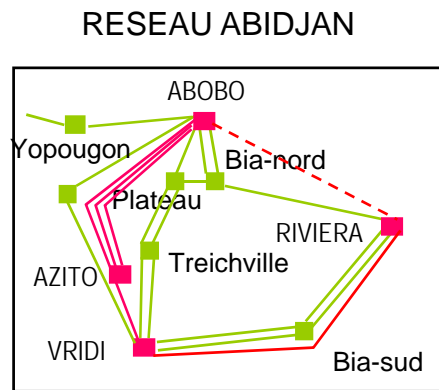 RESEAU ABIDJAN
ABOBO
Yopougon
Bia-nord
Plateau
RIVIERA
Treichville
AZITO
VRIDI
Bia-sud